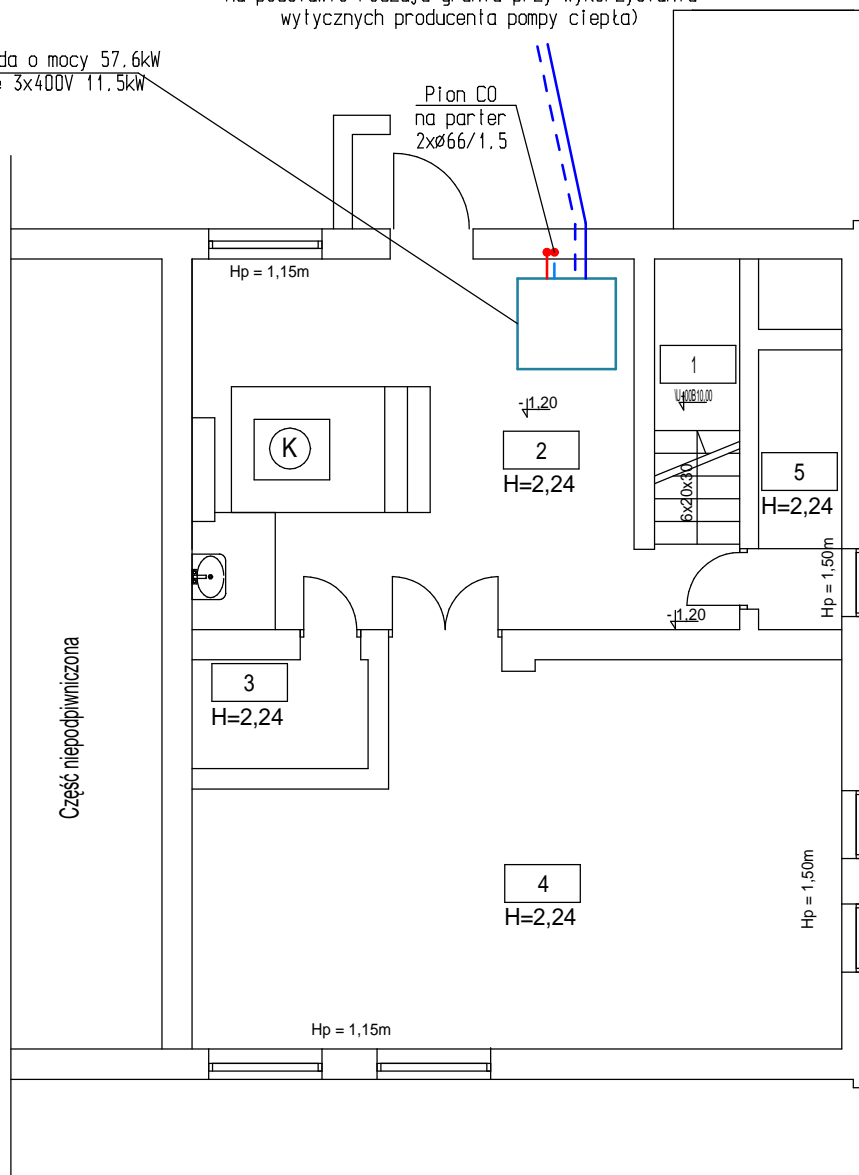 wytycznych producenta pompy ciepła)
da o mocy 57.6kW
3x400V 11.5kW
Pion CO
na parter
2xø66/1.5
Hp = 1,15m
1
-1,20
K
2
H=2,24
5
H=2,24
6x20x30
Hp = 1,50m
-1,20
3
H=2,24
Część niepodpiwniczona
4
H=2,24
Hp = 1,50m
Hp = 1,15m